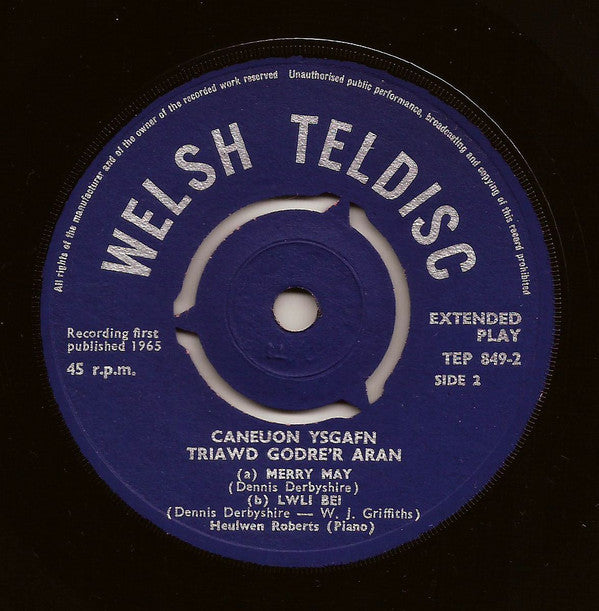 All rights of the manufacturer and of the owner of the recorded work reserved Unauthorised public performance, broadcasting and copying of this record prohibited
WELSH TELDISC
Recording first
published 1965
45 r.p.m.
EXTENDED
PLAY
TEP 849-2
SIDE 2
CANEUON YSGAFN
TRIAWD GODRE'R ARAN
(a) MERRY MAY
(Dennis Derbyshire)
(b) LWLI BEI
(Dennis Derbyshire — W. J. Griffiths)
Heulwen Roberts (Piano)